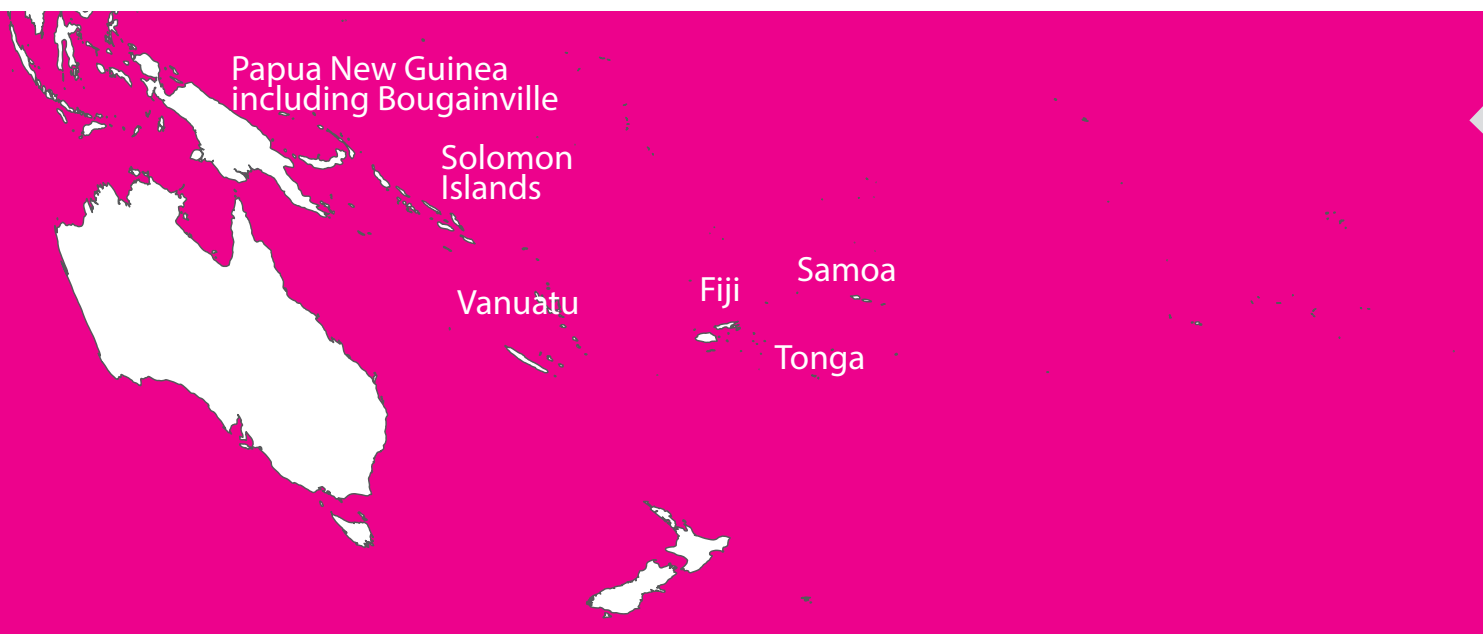 Papua New Guinea
including Bougainville
Solomon
Islands
Samoa
Fiji
Vanuatu
Tonga